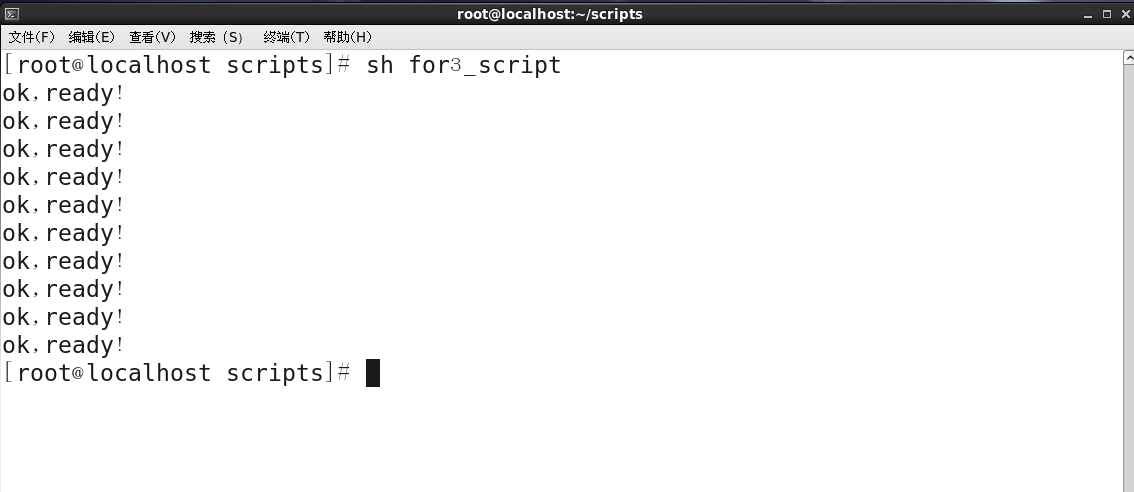 root@localhost:~/scripts
文件(F) 编辑(E) 查看(V) 搜索 (S) 终端(T) 帮助(H)
[root@localhost scripts]# sh for3_script
ok,ready!
ok,ready!
ok,ready!
ok,ready!
ok,ready!
ok,ready!
ok,ready!
ok,ready!
ok,ready!
ok,ready!
[root@localhost scripts]#